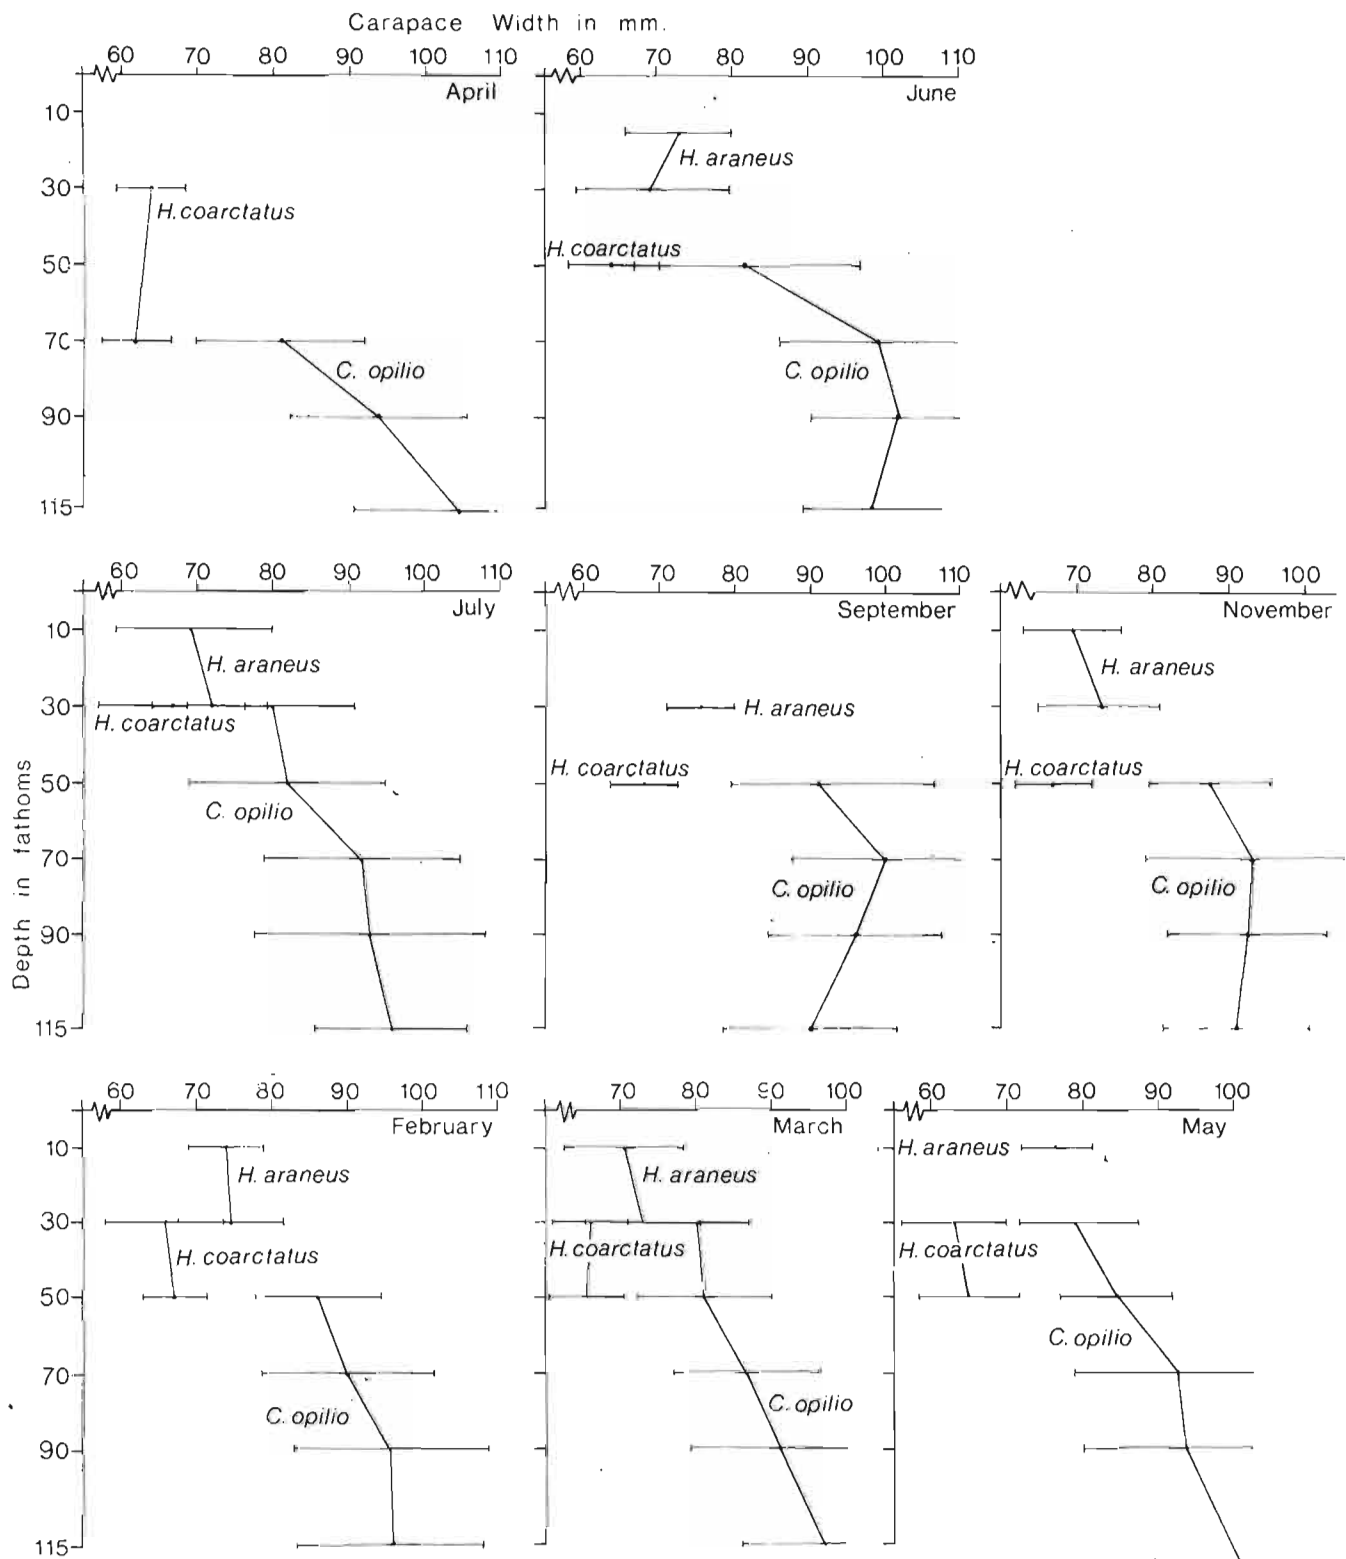 Carapace Width in mm.
60 70 80 90 100 110
April
10
30
50
70
90
115
H. coarctatus
C. opilio
60 70 80 90 100 110
June
H. araneus
H. coarctatus
C. opilio
Depth in fathoms
60 70 80 90 100 110
July
10
30
50
70
90
115
H. araneus
H. coarctatus
C. opilio
60 70 80 90 100 110
September
H. araneus
H. coarctatus
C. opilio
70 80 90 100
November
H. araneus
H. coarctatus
C. opilio
60 70 80 90 100 110
February
10
30
50
70
90
115
H. araneus
H. coarctatus
C. opilio
70 80 90 100
March
H. araneus
H. coarctatus
C. opilio
60 70 80 90 100
May
H. araneus
H. coarctatus
C. opilio